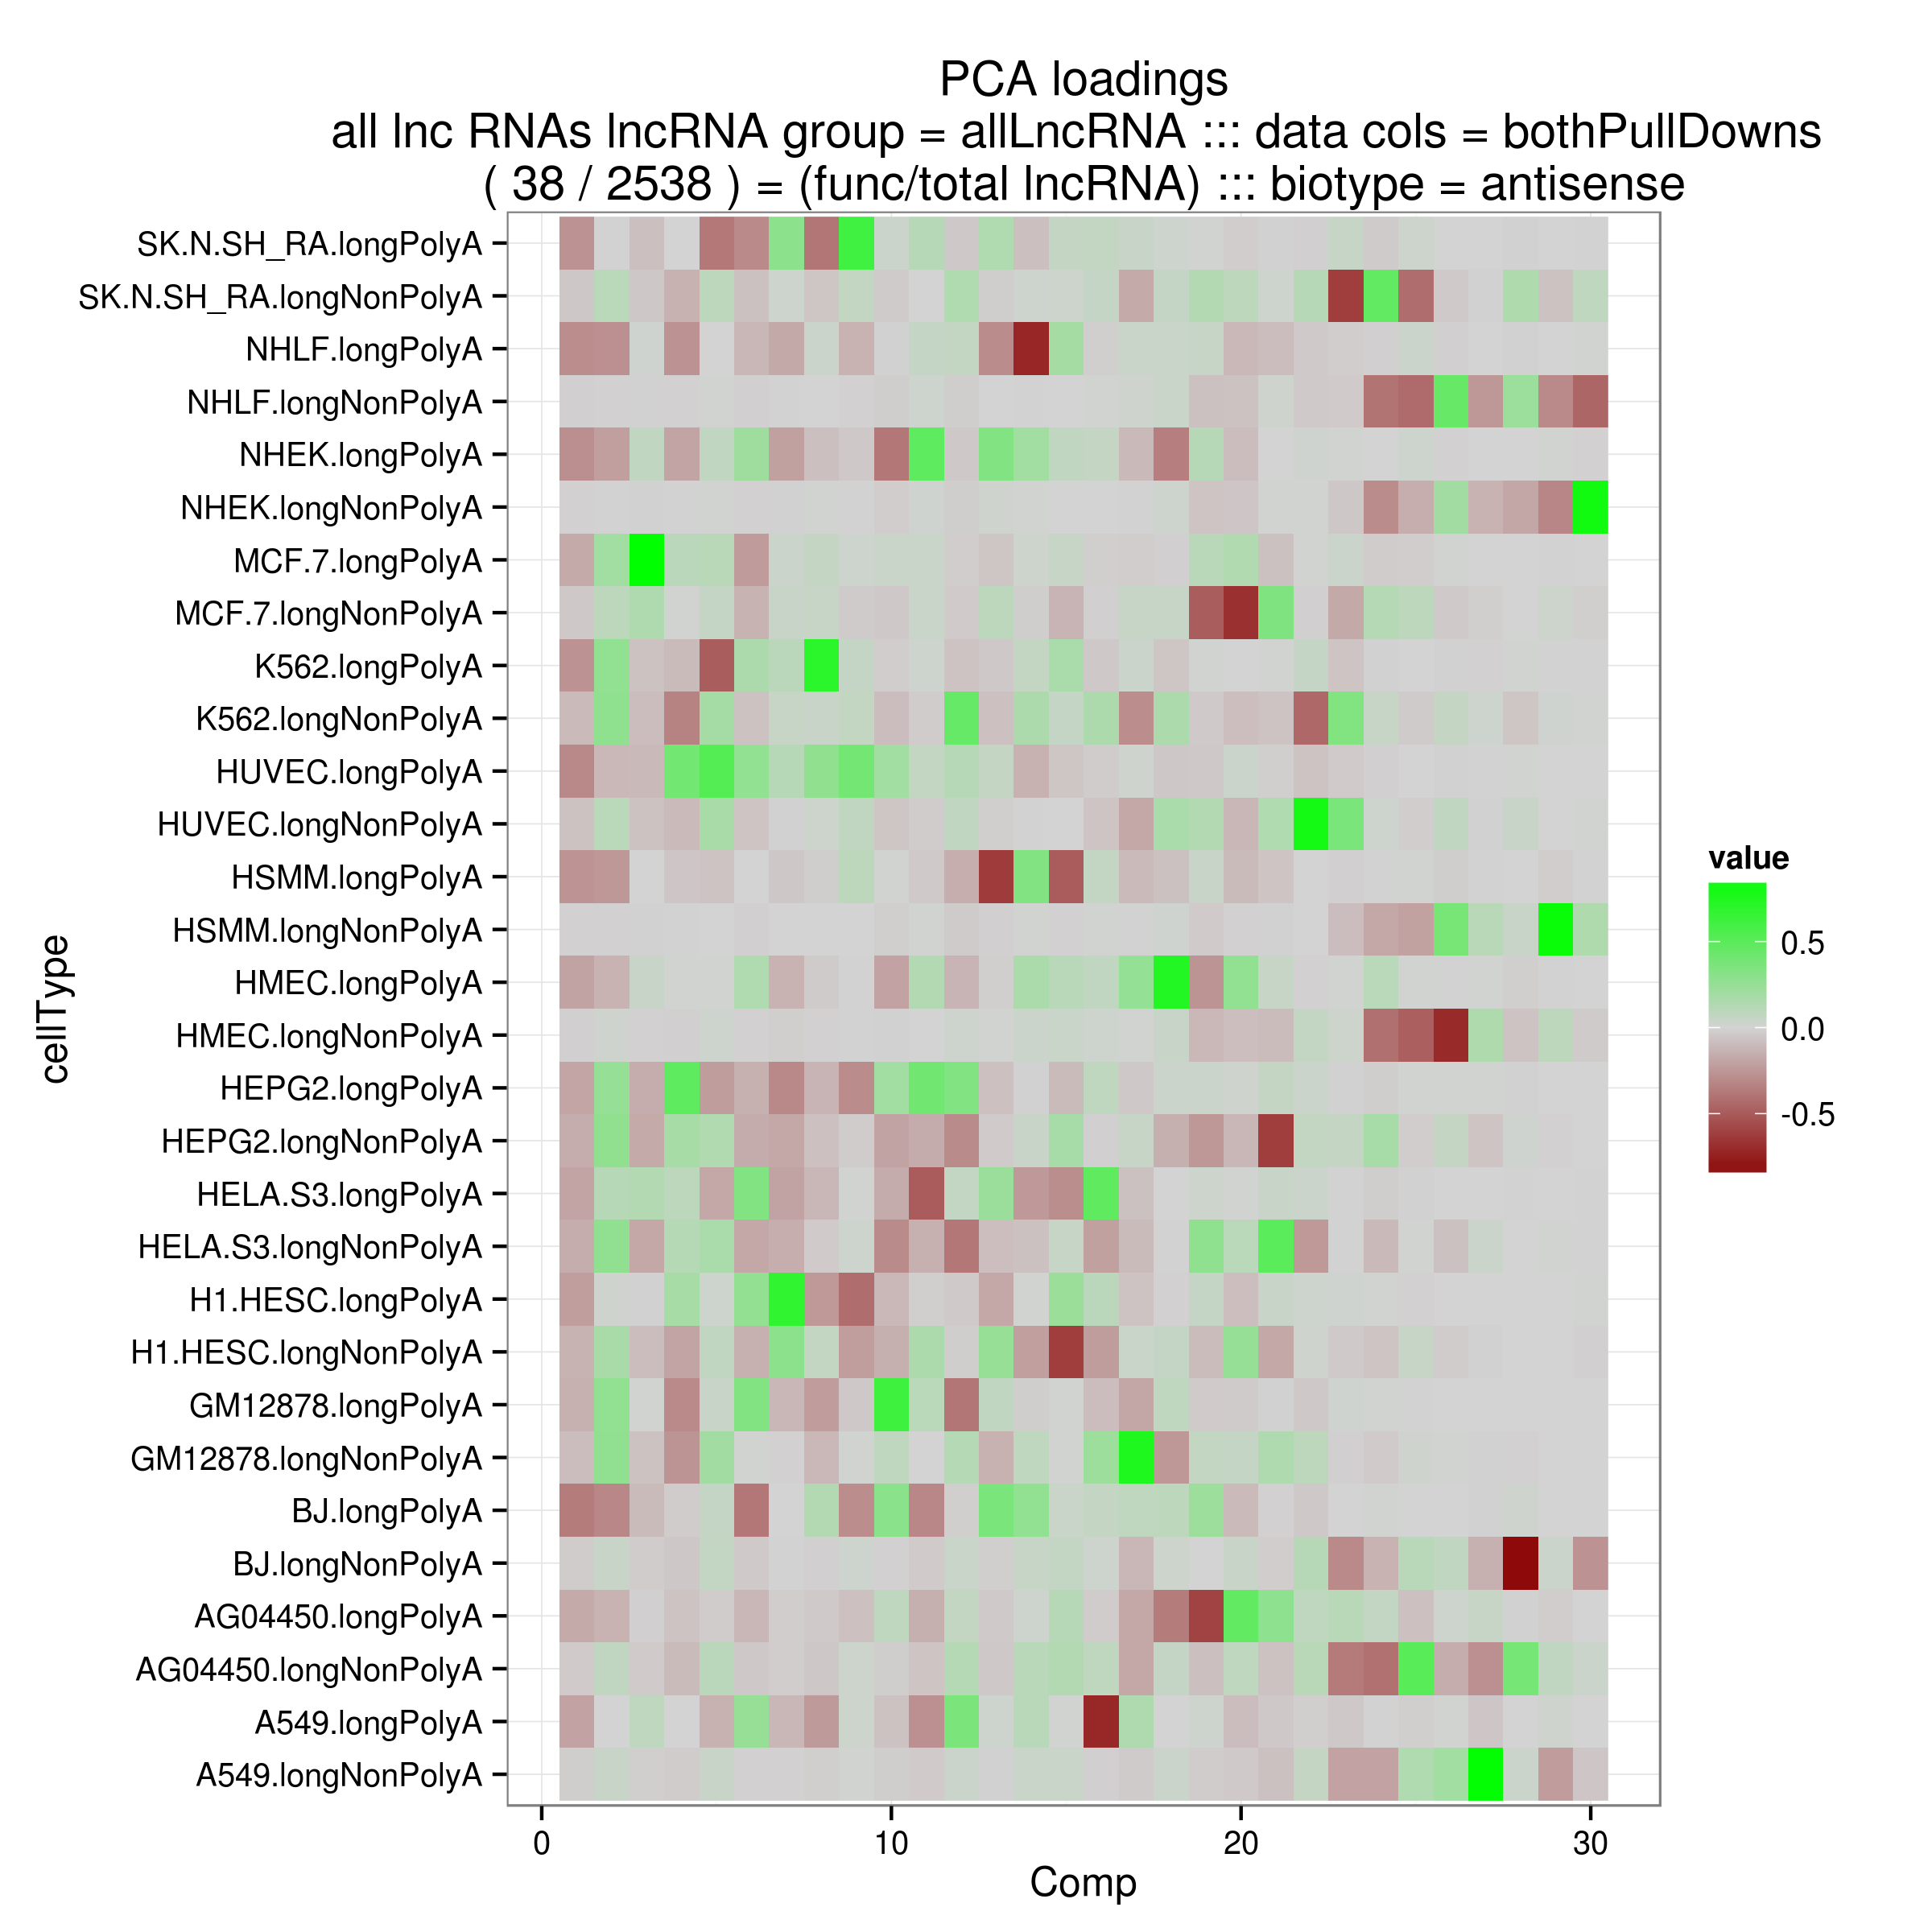 PCA loadings
all lnc RNAs lncRNA group = allLncRNA ::: data cols = bothPullDowns
( 38 / 2538 ) = (func/total lncRNA) ::: biotype = antisense
SK.N.SH_RA.longPolyA
SK.N.SH_RA.longNonPolyA
NHLF.longPolyA
NHLF.longNonPolyA
NHEK.longPolyA
NHEK.longNonPolyA
MCF.7.longPolyA
MCF.7.longNonPolyA
K562.longPolyA
K562.longNonPolyA
HUVEC.longPolyA
HUVEC.longNonPolyA
HSMM.longPolyA
HSMM.longNonPolyA
HMEC.longPolyA
HMEC.longNonPolyA
HEPG2.longPolyA
HEPG2.longNonPolyA
HELA.S3.longPolyA
HELA.S3.longNonPolyA
H1.HESC.longPolyA
H1.HESC.longNonPolyA
GM12878.longPolyA
GM12878.longNonPolyA
BJ.longPolyA
BJ.longNonPolyA
AG04450.longPolyA
AG04450.longNonPolyA
A549.longPolyA
A549.longNonPolyA
cellType
0 10 20 30
Comp
value
0.5
0.0
-0.5